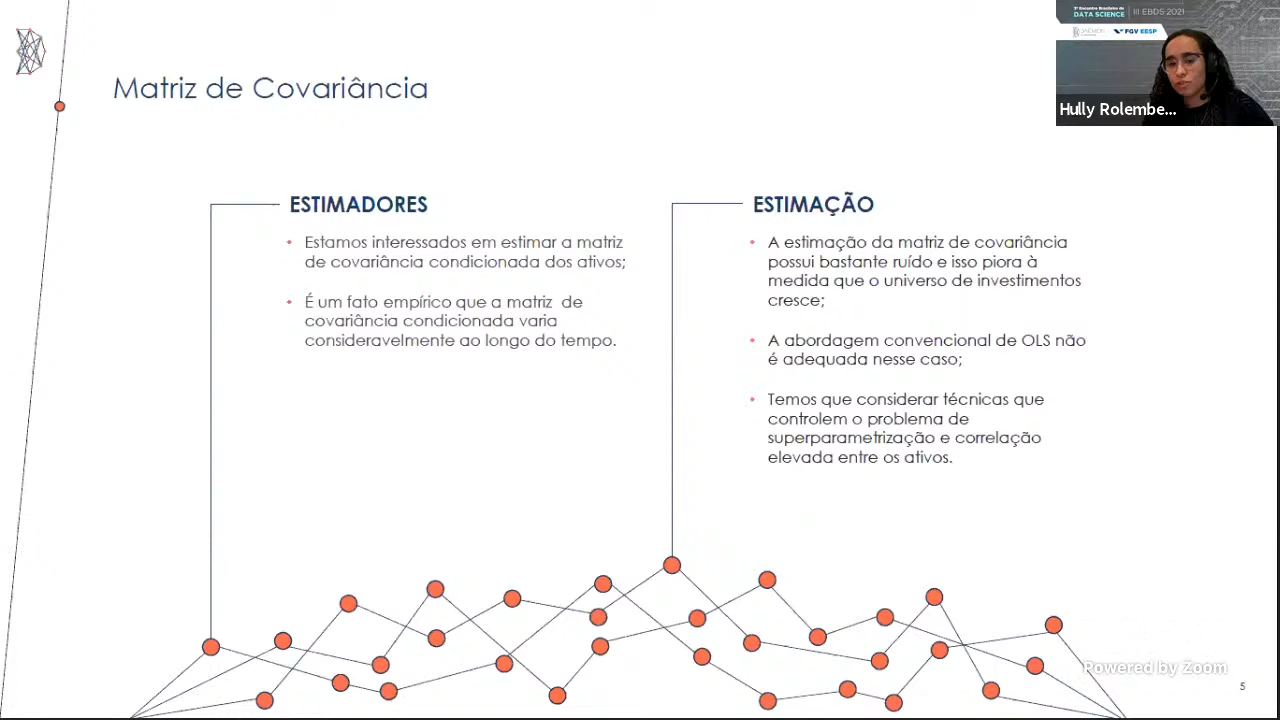 3º Encontro Brasileiro de
DATA SCIENCE
III EBDS 2021
FGV EESP
Hully Rolembe...
Matriz de Covariância
ESTIMADORES
• Estamos interessados em estimar a matriz
de covariância condicionada dos ativos;
• É um fato empírico que a matriz de
covariância condicionada varia
consideravelmente ao longo do tempo.
ESTIMAÇÃO
• A estimação da matriz de covariância
possui bastante ruído e isso piora à
medida que o universo de investimentos
cresce;
• A abordagem convencional de OLS não
é adequada nesse caso;
• Temos que considerar técnicas que
controlem o problema de
superparametrização e correlação
elevada entre os ativos.
Powered by Zoom
5